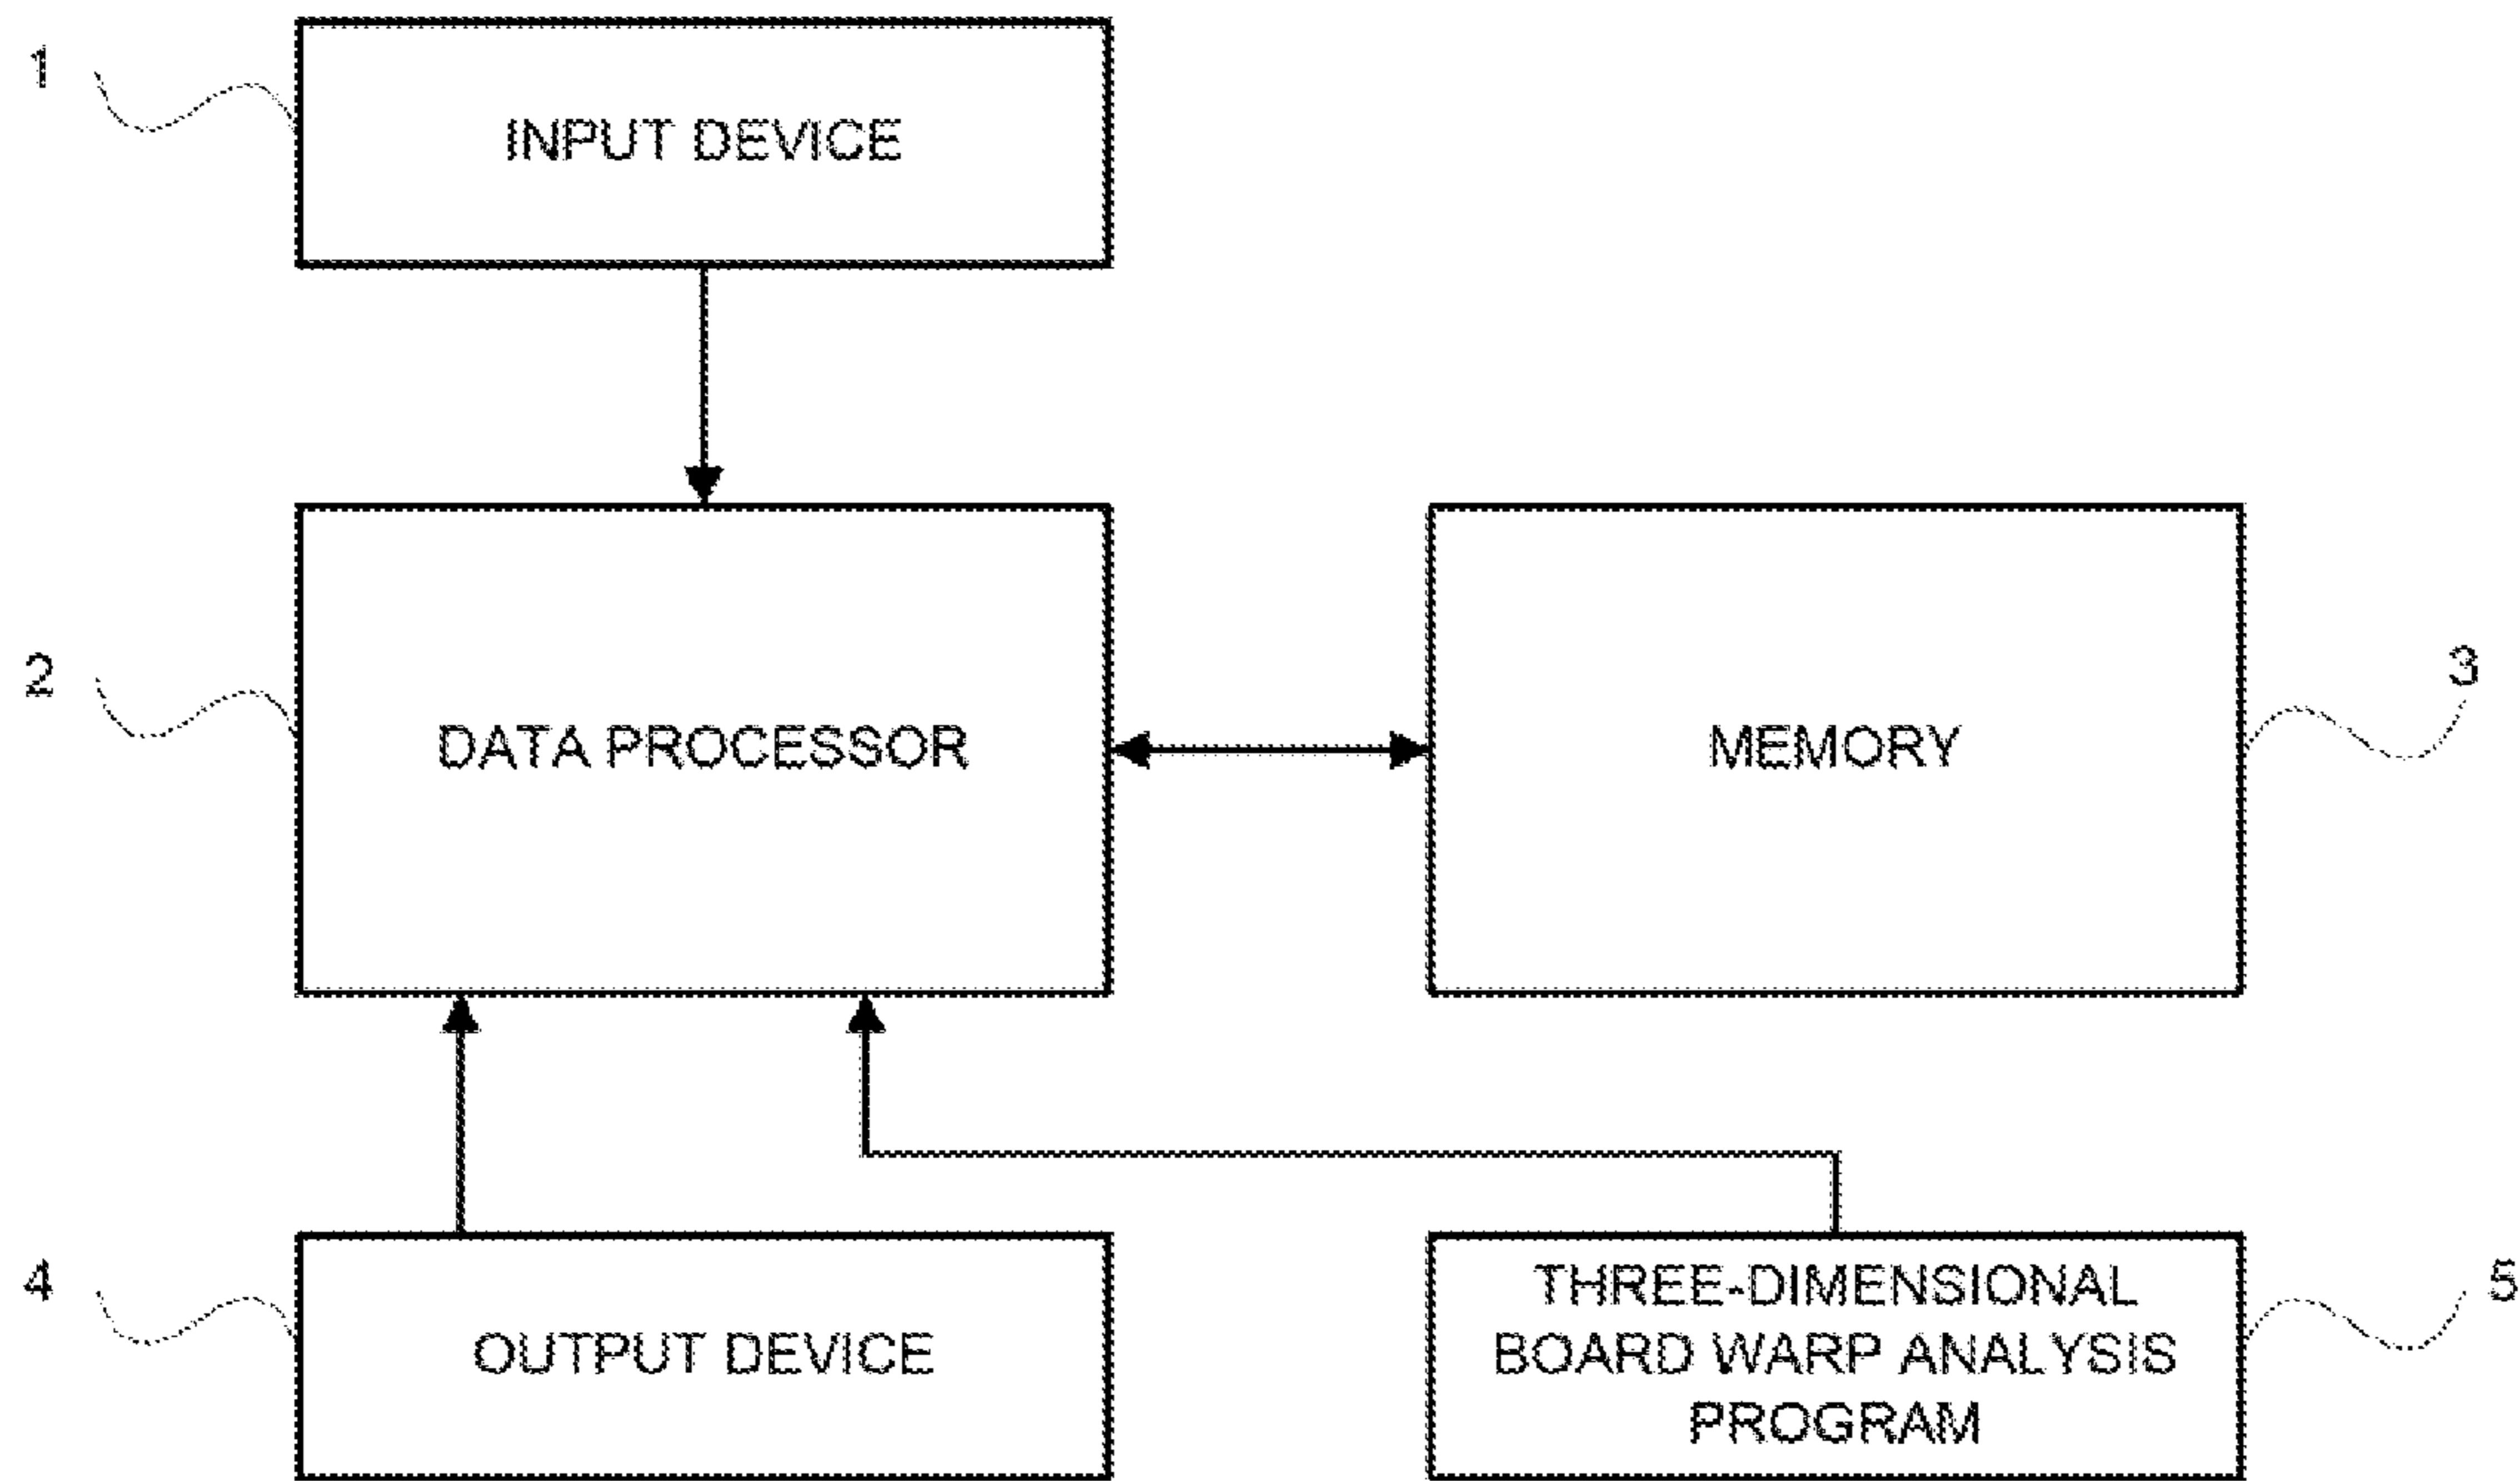 1
INPUT DEVICE
2
DATA PROCESSOR
MEMORY
3
4
OUTPUT DEVICE
THREE-DIMENSIONAL
BOARD WARP ANALYSIS
PROGRAM
5